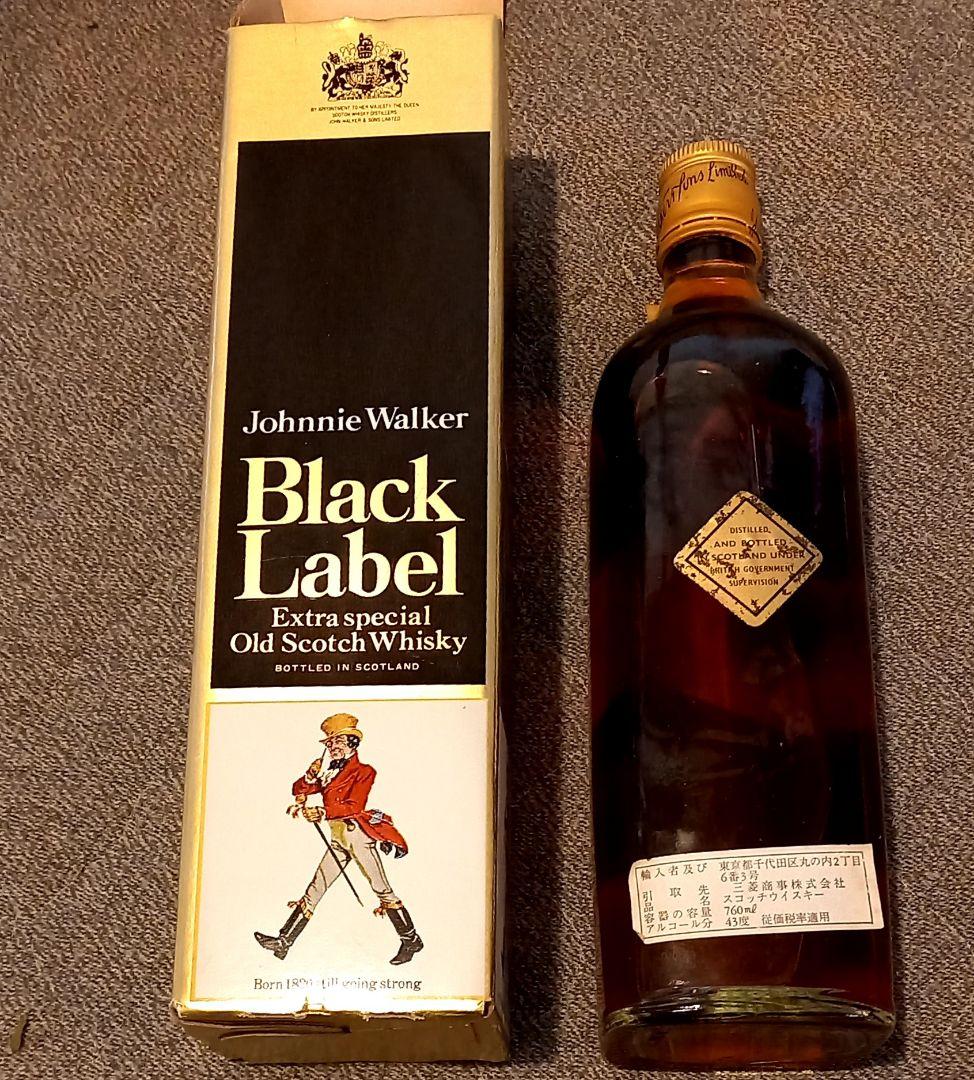 BY APPOINTMENT TO HER MAJESTY THE QUEEN
SCOTCH WHISKY DISTILLERS
JOHN WALKER & SONS LIMITED
Johnnie Walker
Black
Label
Extra special
Old Scotch Whisky
BOTTLED IN SCOTLAND
Born 1820 still going strong
Sons Limited
DISTILLED,
AND BOTTLED
IN SCOTLAND UNDER
BRITISH GOVERNMENT
SUPERVISION
輸入者及び 東京都千代田区丸の内2丁目
6番3号
引取先 三菱商事株式会社
品名 スコッチウイスキー
容器の容量 760ml
アルコール分 43度 従価税率適用